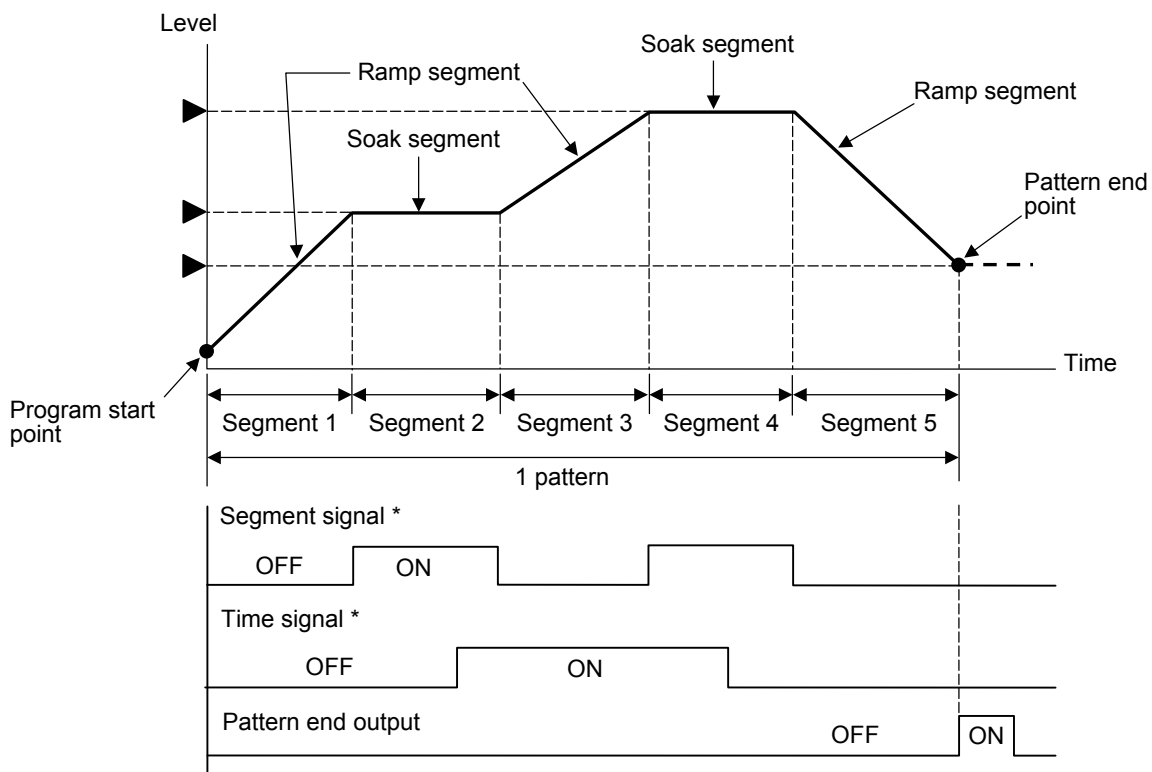 Level
Soak segment
Ramp segment
Ramp segment
Soak segment
Pattern end
point
Time
Program start
point
Segment 1
Segment 2
Segment 3
Segment 4
Segment 5
1 pattern
Segment signal *
OFF
ON
Time signal *
OFF
ON
Pattern end output
OFF
ON